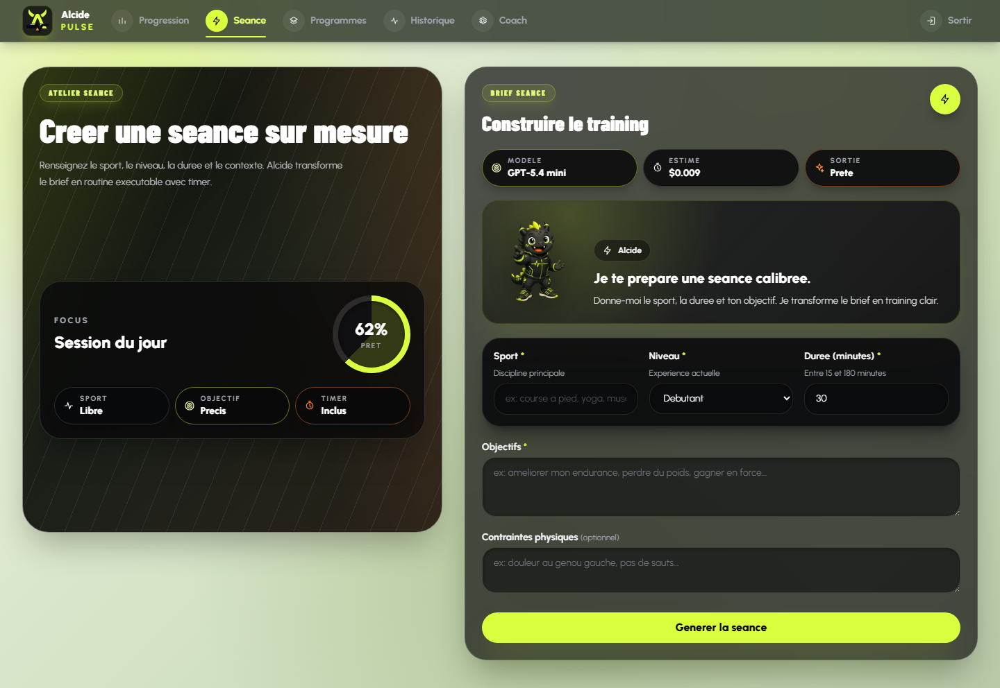 Alcide
PULSE
Progression
Seance
Programmes
Historique
Coach
Sortir
ATELIER SEANCE
Creer une seance sur mesure
Renseignez le sport, le niveau, la duree et le contexte. Alcide transforme
le brief en routine executable avec timer.
FOCUS
Session du jour
62%
PRET
SPORT
Libre
OBJECTIF
Precis
TIMER
Inclus
BRIEF SEANCE
Construire le training
MODELE
GPT-5.4 mini
ESTIME
$0.009
SORTIE
Prete
Alcide
Je te prepare une seance calibree.
Donne-moi le sport, la duree et ton objectif. Je transforme le brief en training clair.
Sport *
Discipline principale
ex: course a pied, yoga, musc
Niveau *
Experience actuelle
Debutant
Duree (minutes) *
Entre 15 et 180 minutes
30
Objectifs *
ex: ameliorer mon endurance, perdre du poids, gagner en force...
Contraintes physiques (optionnel)
ex: douleur au genou gauche, pas de sauts...
Generer la seance